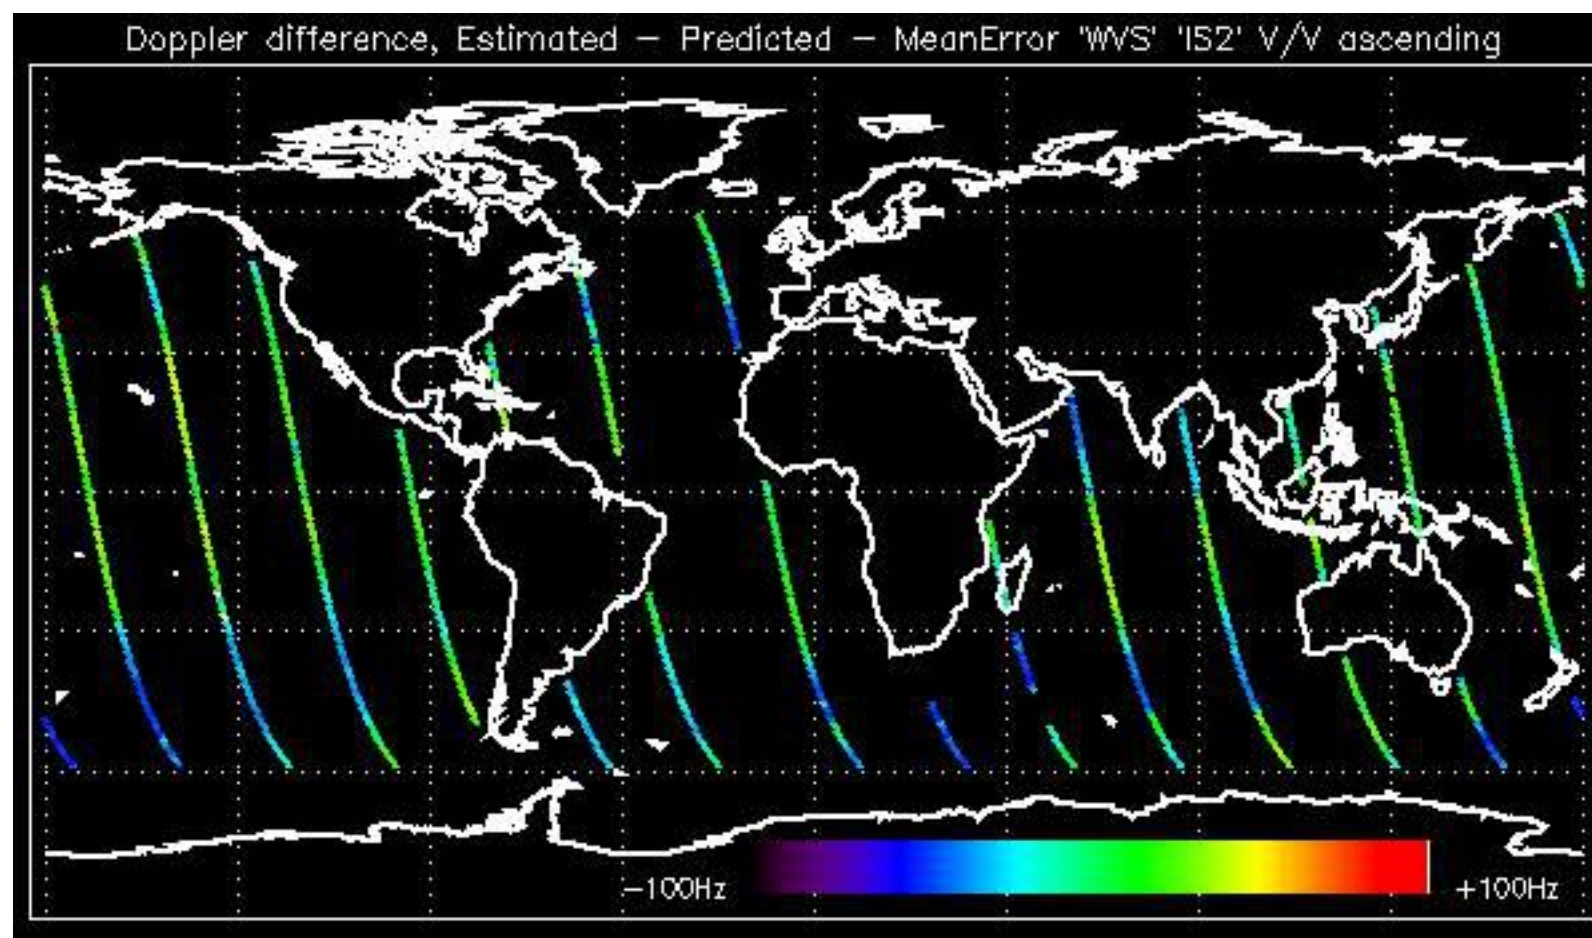 Doppler difference, Estimated − Predicted − MeanError 'WVS' 'IS2' V/V ascending
−100Hz +100Hz